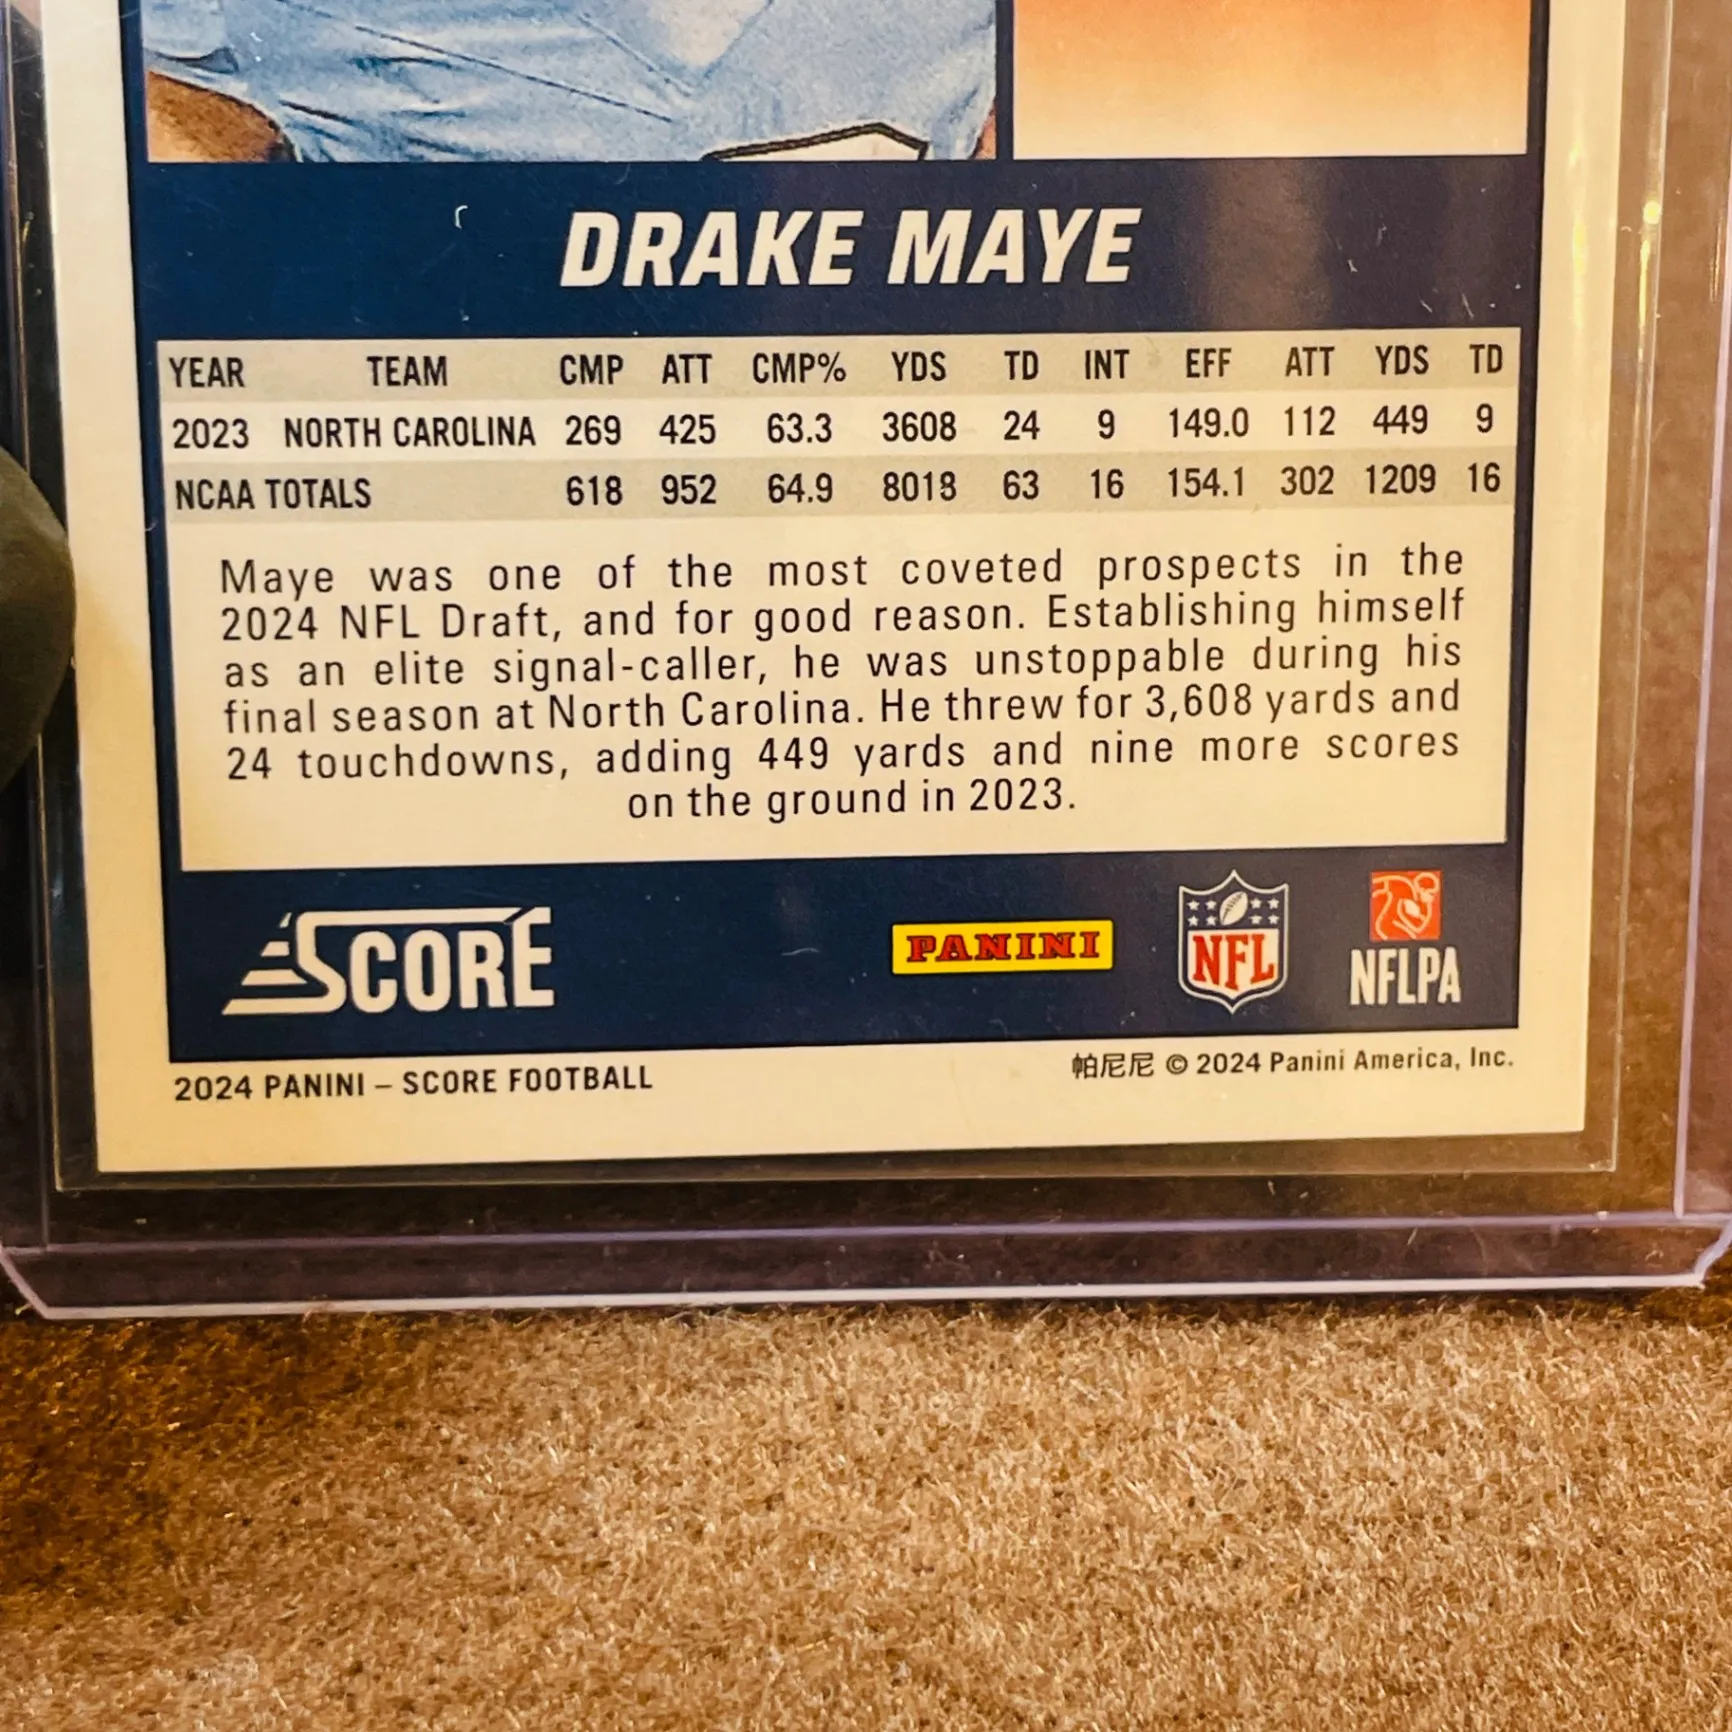 DRAKE MAYE
YEAR TEAM CMP ATT CMP% YDS TD INT EFF ATT YDS TD
2023 NORTH CAROLINA 269 425 63.3 3608 24 9 149.0 112 449 9
NCAA TOTALS 618 952 64.9 8018 63 16 154.1 302 1209 16
Maye was one of the most coveted prospects in the
2024 NFL Draft, and for good reason. Establishing himself
as an elite signal-caller, he was unstoppable during his
final season at North Carolina. He threw for 3,608 yards and
24 touchdowns, adding 449 yards and nine more scores
on the ground in 2023.
SCORE
PANINI
NFL
NFLPA
2024 PANINI – SCORE FOOTBALL
帕尼尼 © 2024 Panini America, Inc.